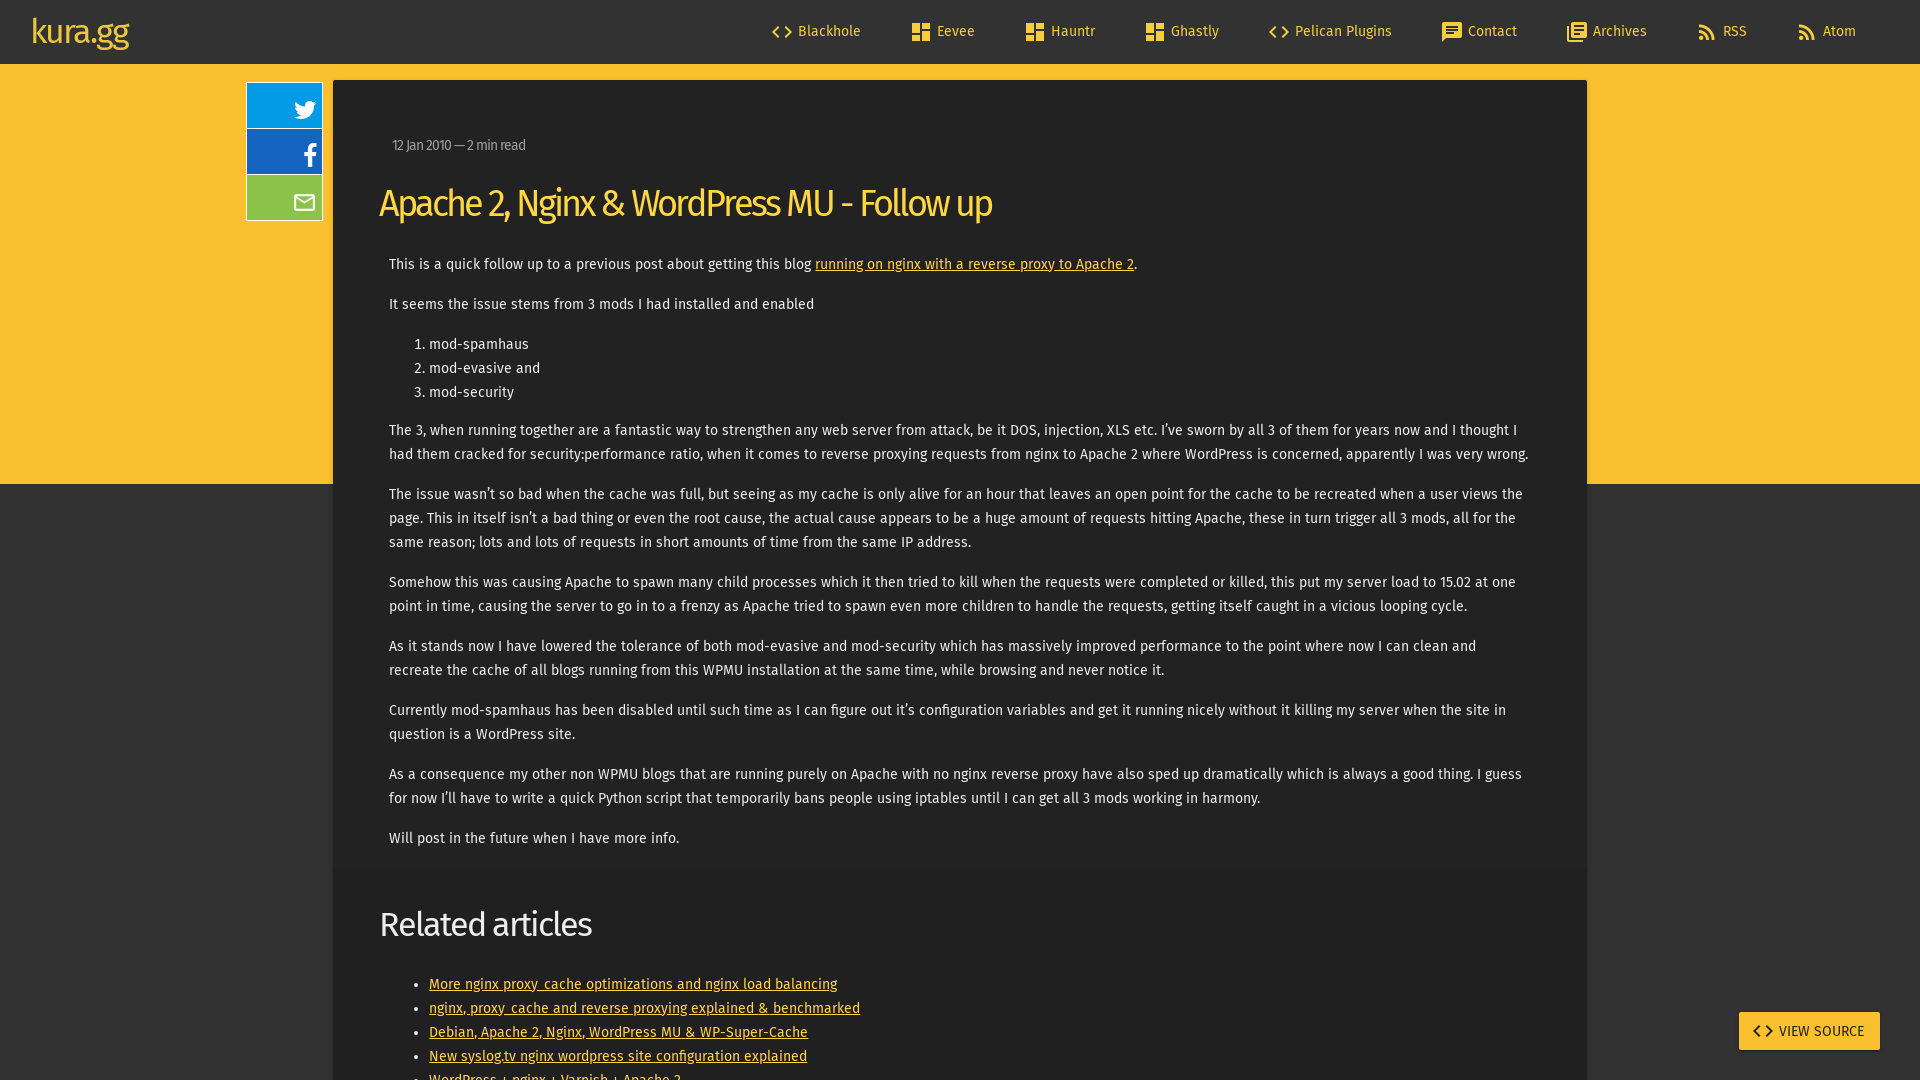 kura.gg
Blackhole
Eevee
Hauntr
Ghastly
Pelican Plugins
Contact
Archives
RSS
Atom
12 Jan 2010 — 2 min read
Apache 2, Nginx & WordPress MU - Follow up
This is a quick follow up to a previous post about getting this blog running on nginx with a reverse proxy to Apache 2.
It seems the issue stems from 3 mods I had installed and enabled
1. mod-spamhaus
2. mod-evasive and
3. mod-security
The 3, when running together are a fantastic way to strengthen any web server from attack, be it DOS, injection, XLS etc. I’ve sworn by all 3 of them for years now and I thought I
had them cracked for security:performance ratio, when it comes to reverse proxying requests from nginx to Apache 2 where WordPress is concerned, apparently I was very wrong.
The issue wasn’t so bad when the cache was full, but seeing as my cache is only alive for an hour that leaves an open point for the cache to be recreated when a user views the
page. This in itself isn’t a bad thing or even the root cause, the actual cause appears to be a huge amount of requests hitting Apache, these in turn trigger all 3 mods, all for the
same reason; lots and lots of requests in short amounts of time from the same IP address.
Somehow this was causing Apache to spawn many child processes which it then tried to kill when the requests were completed or killed, this put my server load to 15.02 at one
point in time, causing the server to go in to a frenzy as Apache tried to spawn even more children to handle the requests, getting itself caught in a vicious looping cycle.
As it stands now I have lowered the tolerance of both mod-evasive and mod-security which has massively improved performance to the point where now I can clean and
recreate the cache of all blogs running from this WPMU installation at the same time, while browsing and never notice it.
Currently mod-spamhaus has been disabled until such time as I can figure out it’s configuration variables and get it running nicely without it killing my server when the site in
question is a WordPress site.
As a consequence my other non WPMU blogs that are running purely on Apache with no nginx reverse proxy have also sped up dramatically which is always a good thing. I guess
for now I’ll have to write a quick Python script that temporarily bans people using iptables until I can get all 3 mods working in harmony.
Will post in the future when I have more info.
Related articles
• More nginx proxy_cache optimizations and nginx load balancing
• nginx, proxy_cache and reverse proxying explained & benchmarked
• Debian, Apache 2, Nginx, WordPress MU & WP-Super-Cache
• New syslog.tv nginx wordpress site configuration explained
• WordPress + nginx + Varnish + Apache 2
VIEW SOURCE